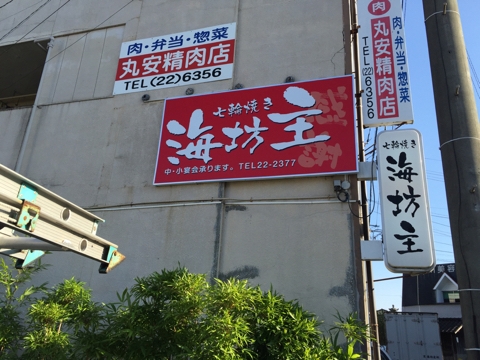 肉・弁当・惣菜
丸安精肉店
TEL (22) 6356
七輪焼き
海坊主
中・小宴会承ります。TEL22-2377
肉
肉・弁当・惣菜
丸安精肉店
TEL(22)6356
七輪焼き
海坊主